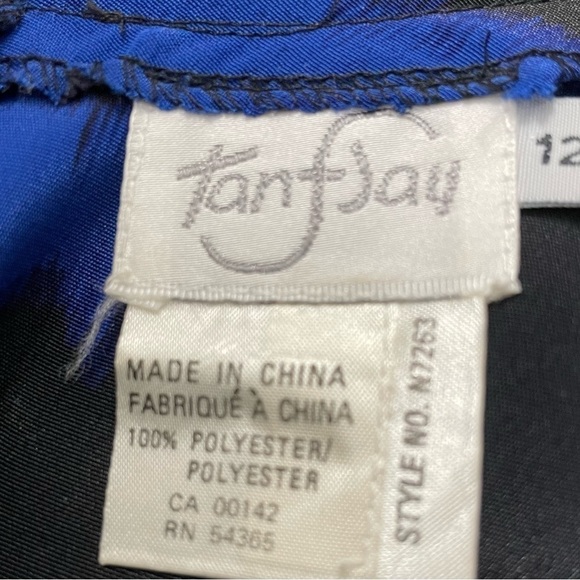 TanJay
12
MADE IN CHINA
FABRIQUÉ À CHINA
100% POLYESTER/
POLYESTER
CA 00142
RN 54365
STYLE NO. N7263